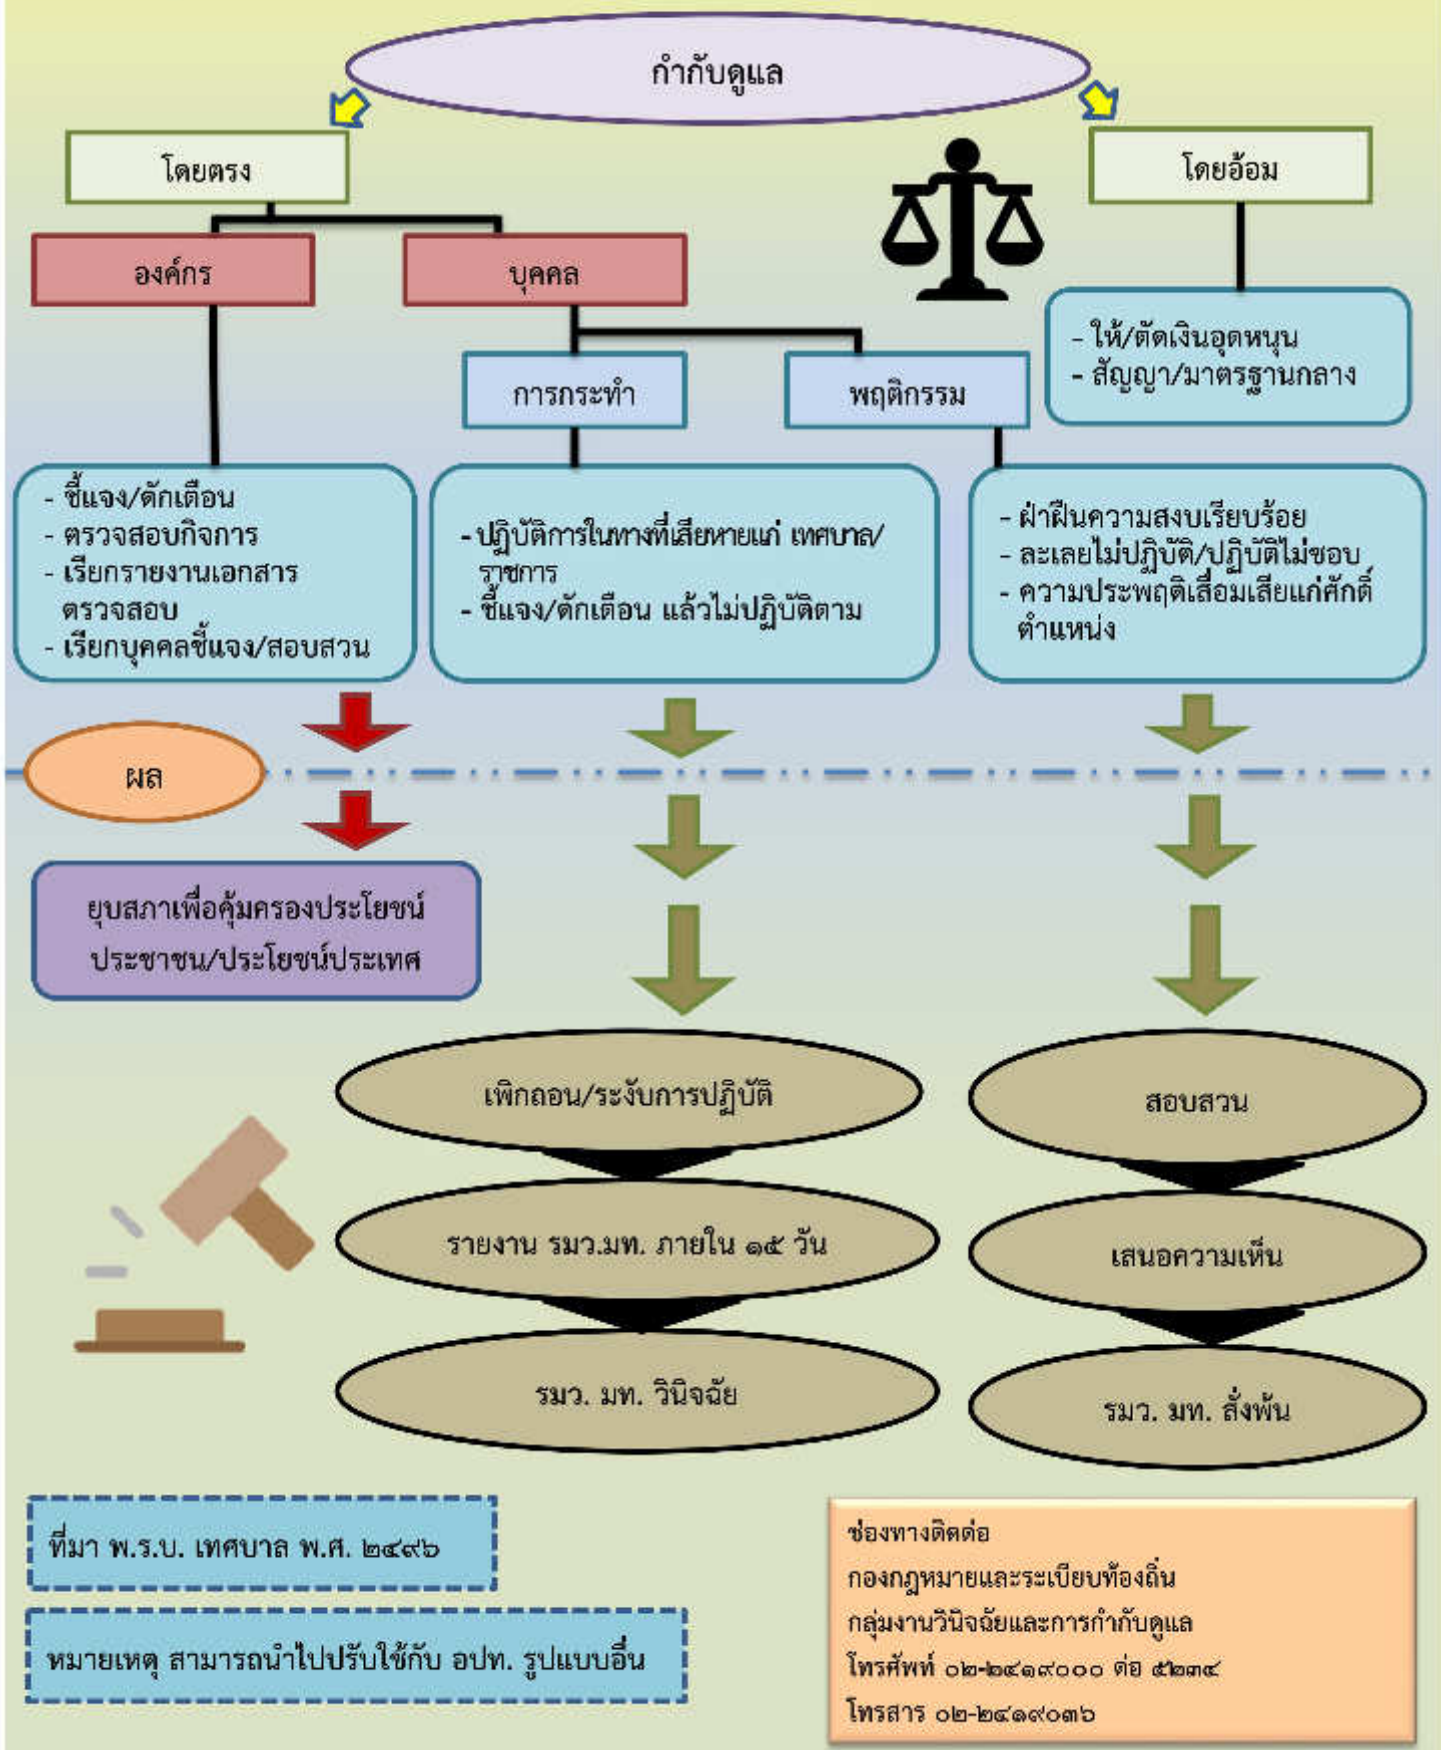 กำกับดูแล
โดยตรง
โดยอ้อม
องค์กร
บุคคล
- ให้/ตัดเงินอุดหนุน
- สัญญา/มาตรฐานกลาง
การกระทำ
พฤติกรรม
- ชี้แจง/ตักเตือน
- ตรวจสอบกิจการ
- เรียกรายงานเอกสาร
ตรวจสอบ
- เรียกบุคคลชี้แจง/สอบสวน
- ปฏิบัติการในทางที่เสียหายแก่ เทศบาล/
ราชการ
- ชี้แจง/ตักเตือน แล้วไม่ปฏิบัติตาม
- ฝ่าฝืนความสงบเรียบร้อย
- ละเลยไม่ปฏิบัติ/ปฏิบัติไม่ชอบ
- ความประพฤติเสื่อมเสียแก่ศักดิ์
ตำแหน่ง
ผล
ยุบสภาเพื่อคุ้มครองประโยชน์
ประชาชน/ประโยชน์ประเทศ
เพิกถอน/ระงับการปฏิบัติ
รายงาน รมว.มท. ภายใน ๑๕ วัน
รมว. มท. วินิจฉัย
สอบสวน
เสนอความเห็น
รมว. มท. สั่งพ้น
ที่มา พ.ร.บ. เทศบาล พ.ศ. ๒๔๙๖
หมายเหตุ สามารถนำไปปรับใช้กับ อปท. รูปแบบอื่น
ช่องทางติดต่อ
กองกฎหมายและระเบียบท้องถิ่น
กลุ่มงานวินิจฉัยและการกำกับดูแล
โทรศัพท์ ๐๒-๒๔๑๙๐๐๐ ต่อ ๕๒๓๔
โทรสาร ๐๒-๒๔๑๙๐๓๖